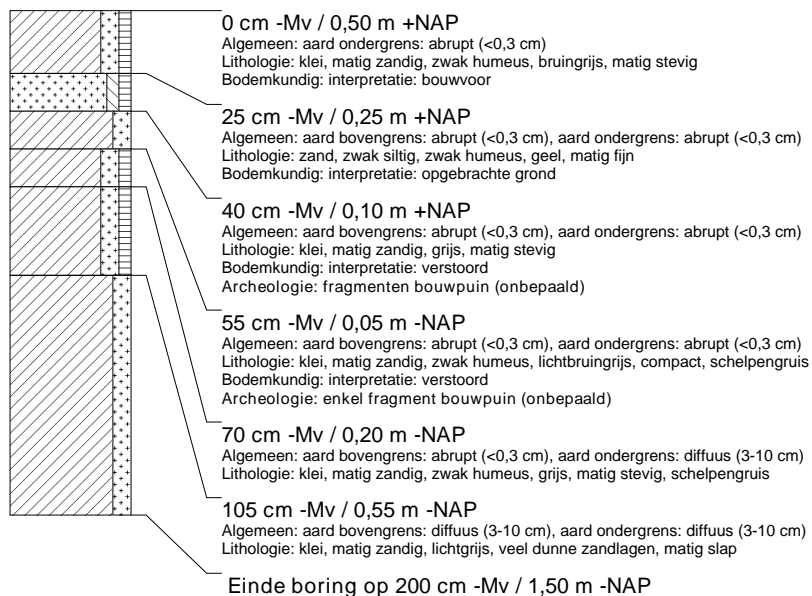 0 cm -Mv / 0,50 m +NAP
Algemeen: aard ondergrens: abrupt (<0,3 cm)
Lithologie: klei, matig zandig, zwak humeus, bruingrijs, matig stevig
Bodemkundig: interpretatie: bouwvoor
25 cm -Mv / 0,25 m +NAP
Algemeen: aard bovengrens: abrupt (<0,3 cm), aard ondergrens: abrupt (<0,3 cm)
Lithologie: zand, zwak siltig, zwak humeus, geel, matig fijn
Bodemkundig: interpretatie: opgebrachte grond
40 cm -Mv / 0,10 m +NAP
Algemeen: aard bovengrens: abrupt (<0,3 cm), aard ondergrens: abrupt (<0,3 cm)
Lithologie: klei, matig zandig, grijs, matig stevig
Bodemkundig: interpretatie: verstoord
Archeologie: fragmenten bouwpuin (onbepaald)
55 cm -Mv / 0,05 m -NAP
Algemeen: aard bovengrens: abrupt (<0,3 cm), aard ondergrens: abrupt (<0,3 cm)
Lithologie: klei, matig zandig, zwak humeus, lichtbruingrijs, compact, schelpengruis
Bodemkundig: interpretatie: verstoord
Archeologie: enkel fragment bouwpuin (onbepaald)
70 cm -Mv / 0,20 m -NAP
Algemeen: aard bovengrens: abrupt (<0,3 cm), aard ondergrens: diffuus (3-10 cm)
Lithologie: klei, matig zandig, zwak humeus, grijs, matig stevig, schelpengruis
105 cm -Mv / 0,55 m -NAP
Algemeen: aard bovengrens: diffuus (3-10 cm), aard ondergrens: diffuus (3-10 cm)
Lithologie: klei, matig zandig, lichtgrijs, veel dunne zandlagen, matig slap
Einde boring op 200 cm -Mv / 1,50 m -NAP